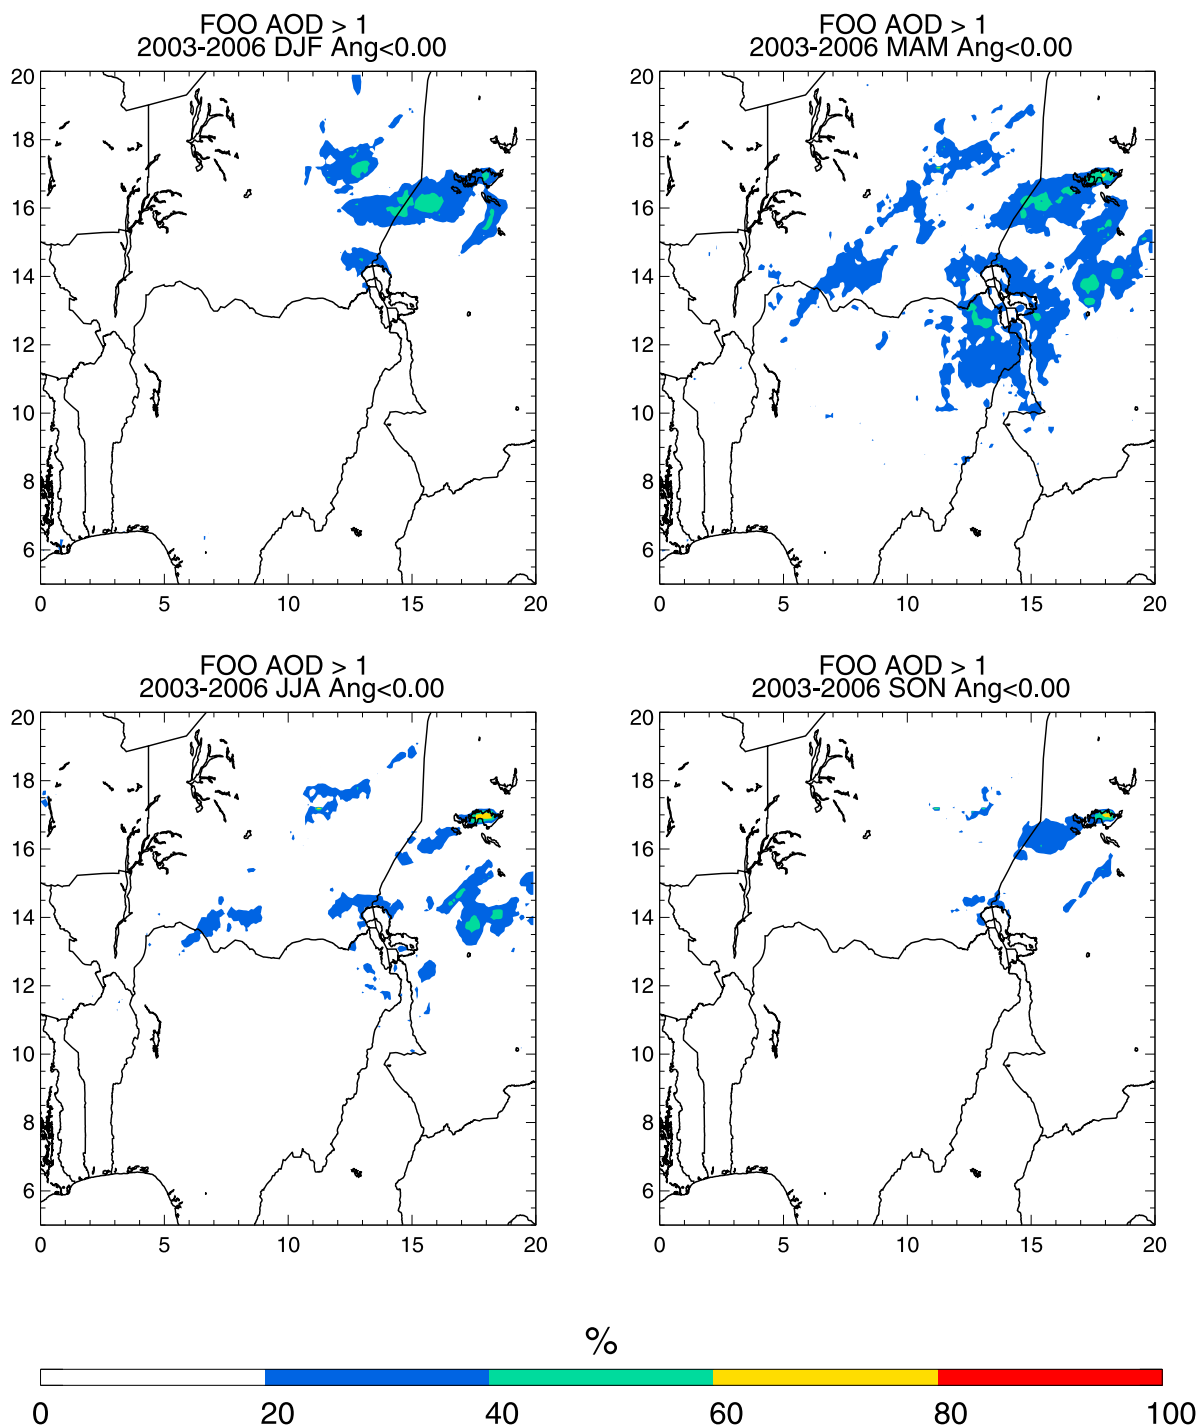 FOO AOD > 1
2003-2006 DJF Ang<0.00
20
18
16
14
12
10
8
6
0 5 10 15 20
FOO AOD > 1
2003-2006 MAM Ang<0.00
20
18
16
14
12
10
8
6
0 5 10 15 20
FOO AOD > 1
2003-2006 JJA Ang<0.00
20
18
16
14
12
10
8
6
0 5 10 15 20
FOO AOD > 1
2003-2006 SON Ang<0.00
20
18
16
14
12
10
8
6
0 5 10 15 20
%
0 20 40 60 80 100